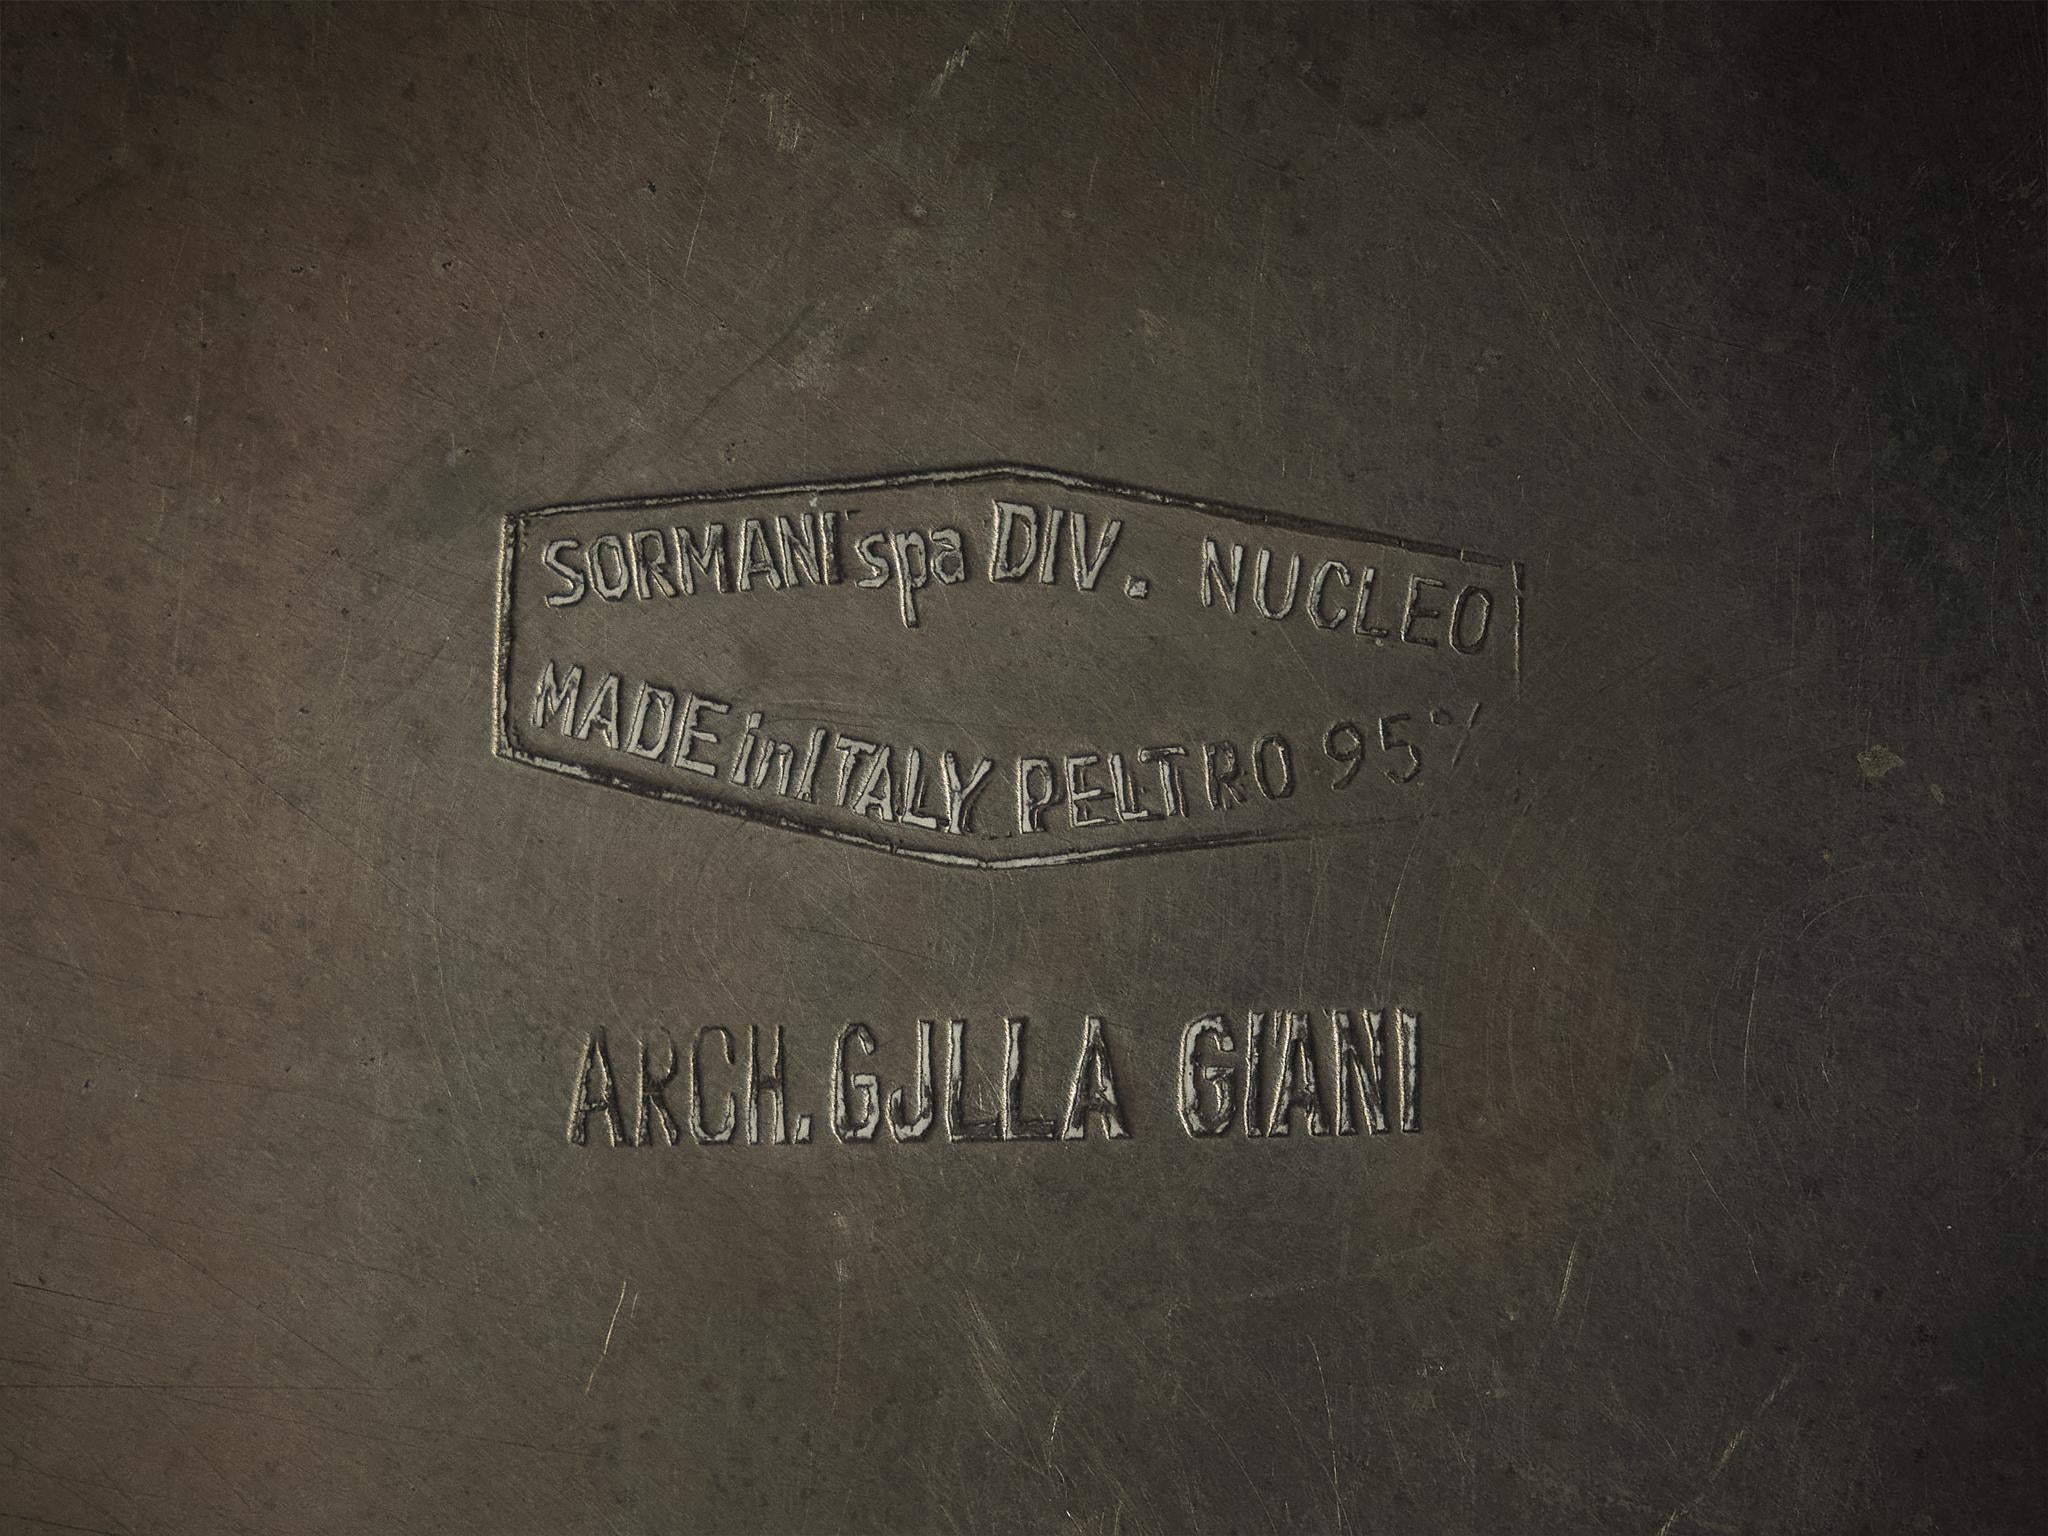 SORMANI spa DIV. NUCLEO
MADE in ITALY PELTRO 95%
ARCH. GJLLA GIANI